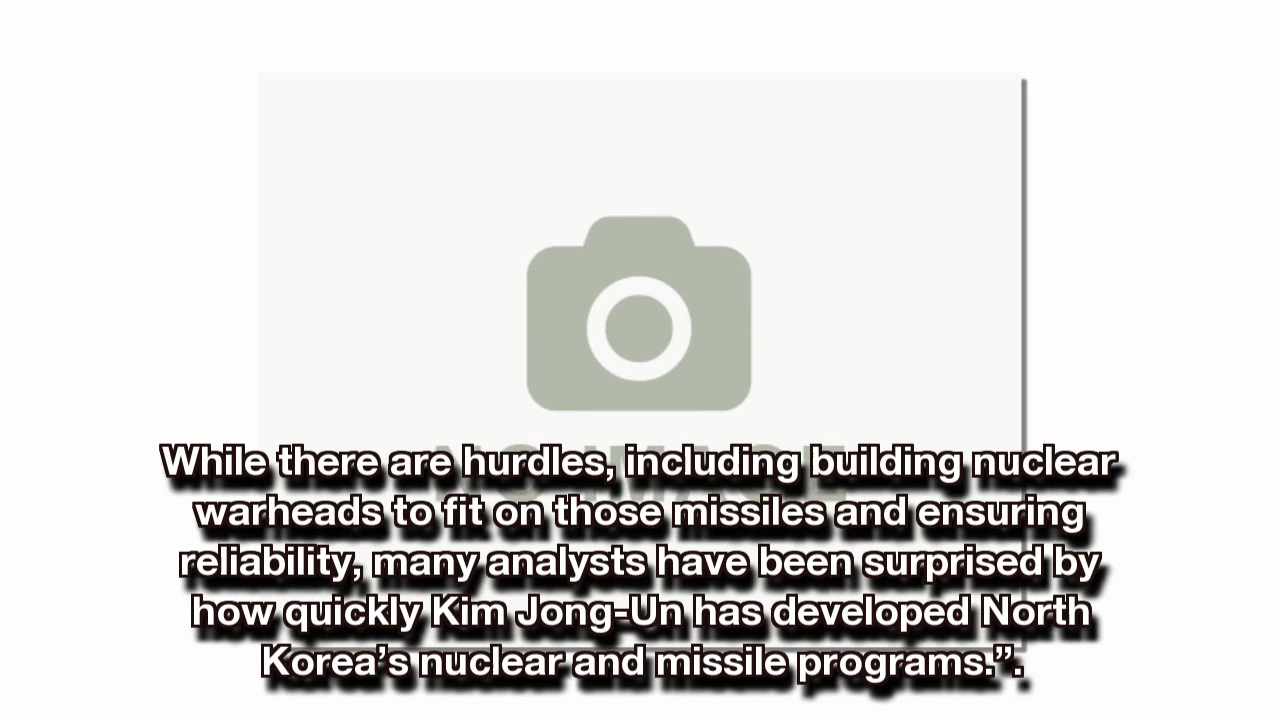 While there are hurdles, including building nuclear
warheads to fit on those missiles and ensuring
reliability, many analysts have been surprised by
how quickly Kim Jong-Un has developed North
Korea’s nuclear and missile programs.”.